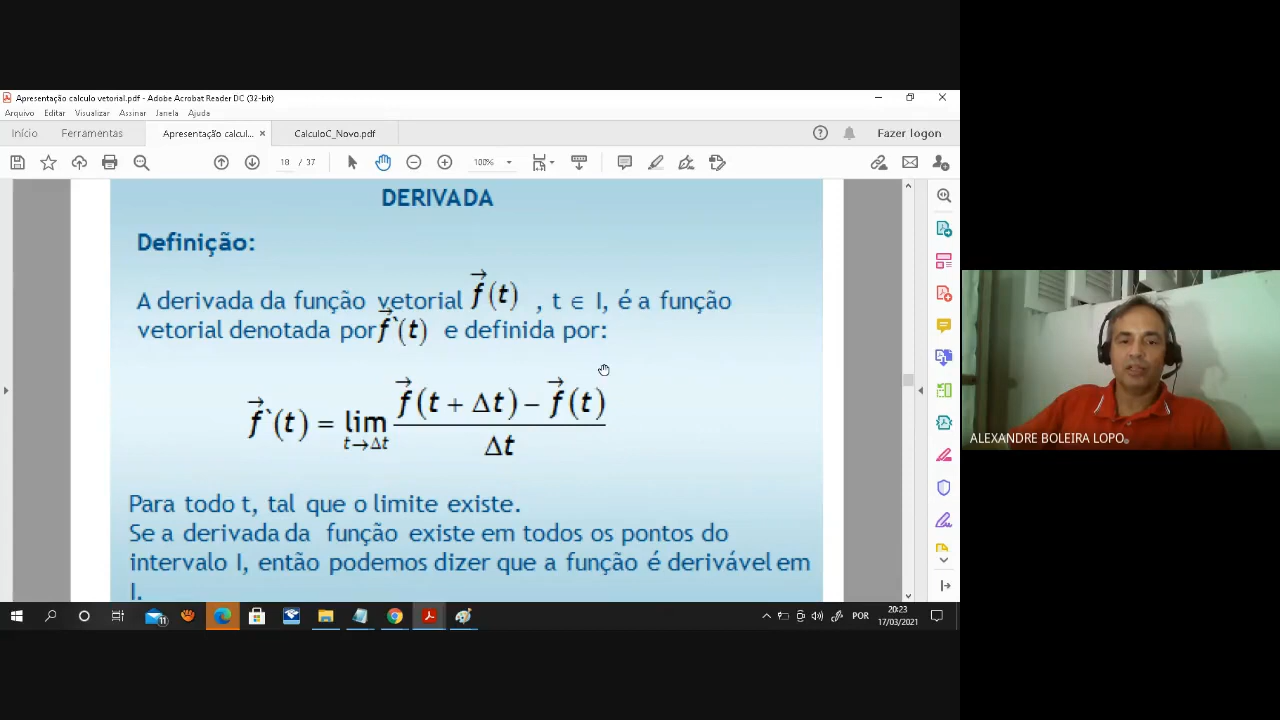 Apresentação calculo vetorial.pdf - Adobe Acrobat Reader DC (32-bit)
Arquivo Editar Visualizar Assinar Janela Ajuda
Início Ferramentas Apresentação calcul... × CalculoC_Novo.pdf Fazer logon
18 / 37 100%
DERIVADA
Definição:
A derivada da função vetorial f⃗(t) , t ∈ I, é a função
vetorial denotada por f⃗`(t) e definida por:
f⃗`(t) = lim t→Δt (f⃗(t + Δt) − f⃗(t)) / Δt
Para todo t, tal que o limite existe.
Se a derivada da função existe em todos os pontos do
intervalo I, então podemos dizer que a função é derivável em
I.
ALEXANDRE BOLEIRA LOPO
11
POR
20:23
17/03/2021